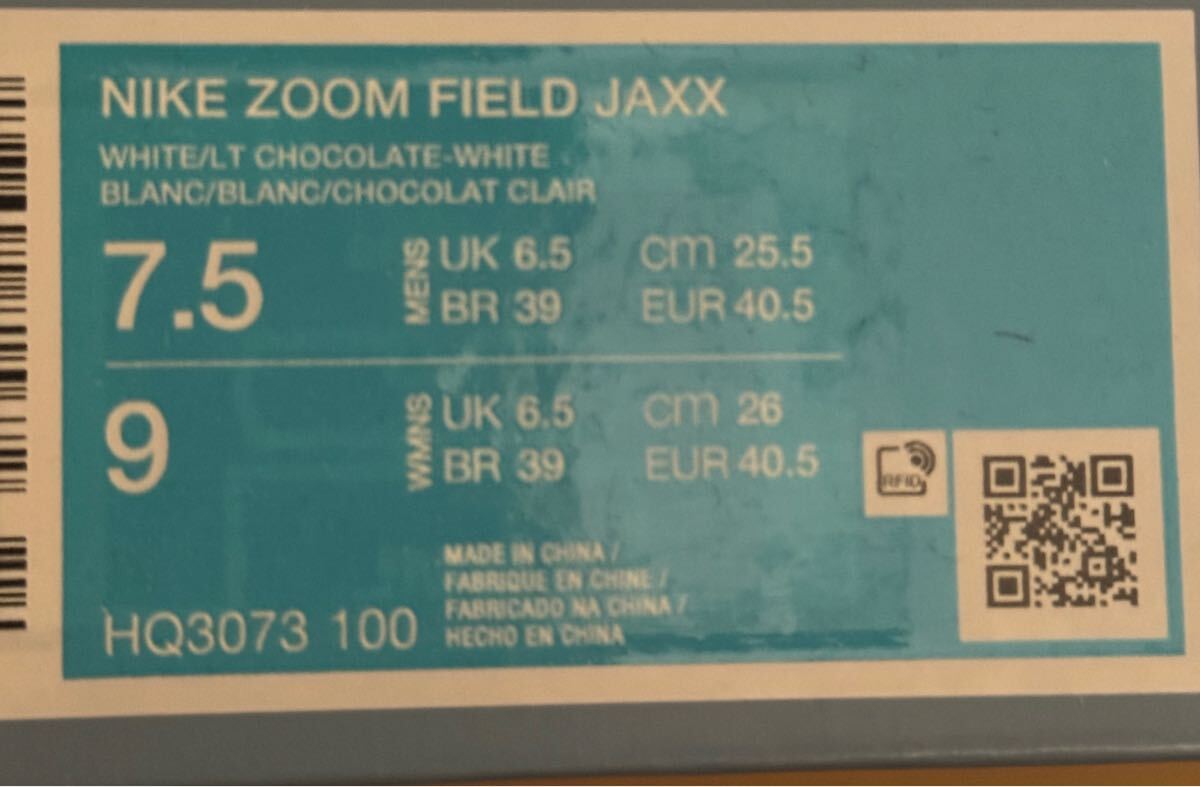 NIKE ZOOM FIELD JAXX
WHITE/LT CHOCOLATE-WHITE
BLANC/BLANC/CHOCOLAT CLAIR
7.5 MENS UK 6.5 cm 25.5
BR 39 EUR 40.5
9 WMNS UK 6.5 cm 26
BR 39 EUR 40.5
RFID
MADE IN CHINA /
FABRIQUE EN CHINE /
FABRICADO NA CHINA /
HECHO EN CHINA
HQ3073 100